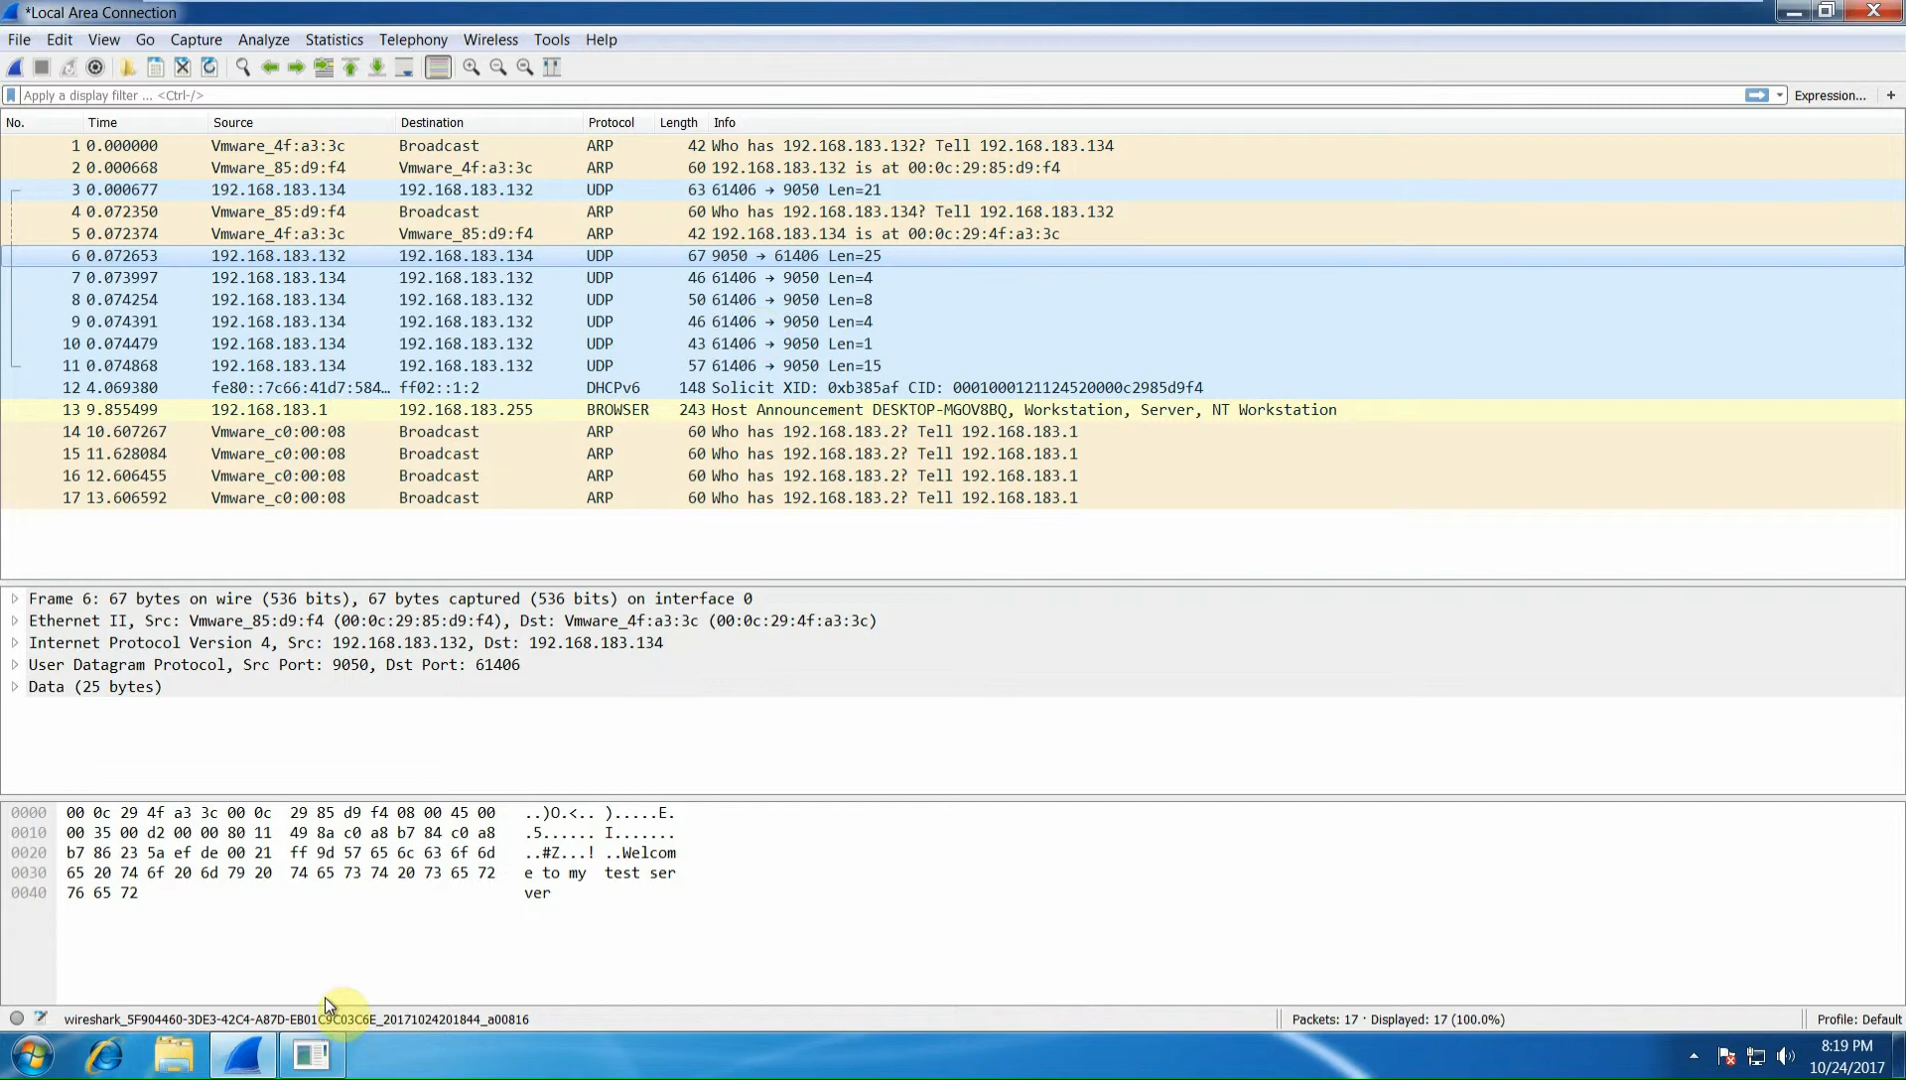 *Local Area Connection
File Edit View Go Capture Analyze Statistics Telephony Wireless Tools Help
Apply a display filter ... <Ctrl-/> Expression... +
No. Time Source Destination Protocol Length Info
1 0.000000 Vmware_4f:a3:3c Broadcast ARP 42 Who has 192.168.183.132? Tell 192.168.183.134
2 0.000668 Vmware_85:d9:f4 Vmware_4f:a3:3c ARP 60 192.168.183.132 is at 00:0c:29:85:d9:f4
3 0.000677 192.168.183.134 192.168.183.132 UDP 63 61406 → 9050 Len=21
4 0.072350 Vmware_85:d9:f4 Broadcast ARP 60 Who has 192.168.183.134? Tell 192.168.183.132
5 0.072374 Vmware_4f:a3:3c Vmware_85:d9:f4 ARP 42 192.168.183.134 is at 00:0c:29:4f:a3:3c
6 0.072653 192.168.183.132 192.168.183.134 UDP 67 9050 → 61406 Len=25
7 0.073997 192.168.183.134 192.168.183.132 UDP 46 61406 → 9050 Len=4
8 0.074254 192.168.183.134 192.168.183.132 UDP 50 61406 → 9050 Len=8
9 0.074391 192.168.183.134 192.168.183.132 UDP 46 61406 → 9050 Len=4
10 0.074479 192.168.183.134 192.168.183.132 UDP 43 61406 → 9050 Len=1
11 0.074868 192.168.183.134 192.168.183.132 UDP 57 61406 → 9050 Len=15
12 4.069380 fe80::7c66:41d7:584... ff02::1:2 DHCPv6 148 Solicit XID: 0xb385af CID: 0001000121124520000c2985d9f4
13 9.855499 192.168.183.1 192.168.183.255 BROWSER 243 Host Announcement DESKTOP-MGOV8BQ, Workstation, Server, NT Workstation
14 10.607267 Vmware_c0:00:08 Broadcast ARP 60 Who has 192.168.183.2? Tell 192.168.183.1
15 11.628084 Vmware_c0:00:08 Broadcast ARP 60 Who has 192.168.183.2? Tell 192.168.183.1
16 12.606455 Vmware_c0:00:08 Broadcast ARP 60 Who has 192.168.183.2? Tell 192.168.183.1
17 13.606592 Vmware_c0:00:08 Broadcast ARP 60 Who has 192.168.183.2? Tell 192.168.183.1
Frame 6: 67 bytes on wire (536 bits), 67 bytes captured (536 bits) on interface 0
Ethernet II, Src: Vmware_85:d9:f4 (00:0c:29:85:d9:f4), Dst: Vmware_4f:a3:3c (00:0c:29:4f:a3:3c)
Internet Protocol Version 4, Src: 192.168.183.132, Dst: 192.168.183.134
User Datagram Protocol, Src Port: 9050, Dst Port: 61406
Data (25 bytes)
0000 00 0c 29 4f a3 3c 00 0c 29 85 d9 f4 08 00 45 00 ..)O.<.. ).....E.
0010 00 35 00 d2 00 00 80 11 49 8a c0 a8 b7 84 c0 a8 .5...... I.......
0020 b7 86 23 5a ef de 00 21 ff 9d 57 65 6c 63 6f 6d ..#Z...! ..Welcom
0030 65 20 74 6f 20 6d 79 20 74 65 73 74 20 73 65 72 e to my test ser
0040 76 65 72 ver
wireshark_5F904460-3DE3-42C4-A87D-EB01C9C03C6E_20171024201844_a00816 Packets: 17 · Displayed: 17 (100.0%) Profile: Default
8:19 PM
10/24/2017